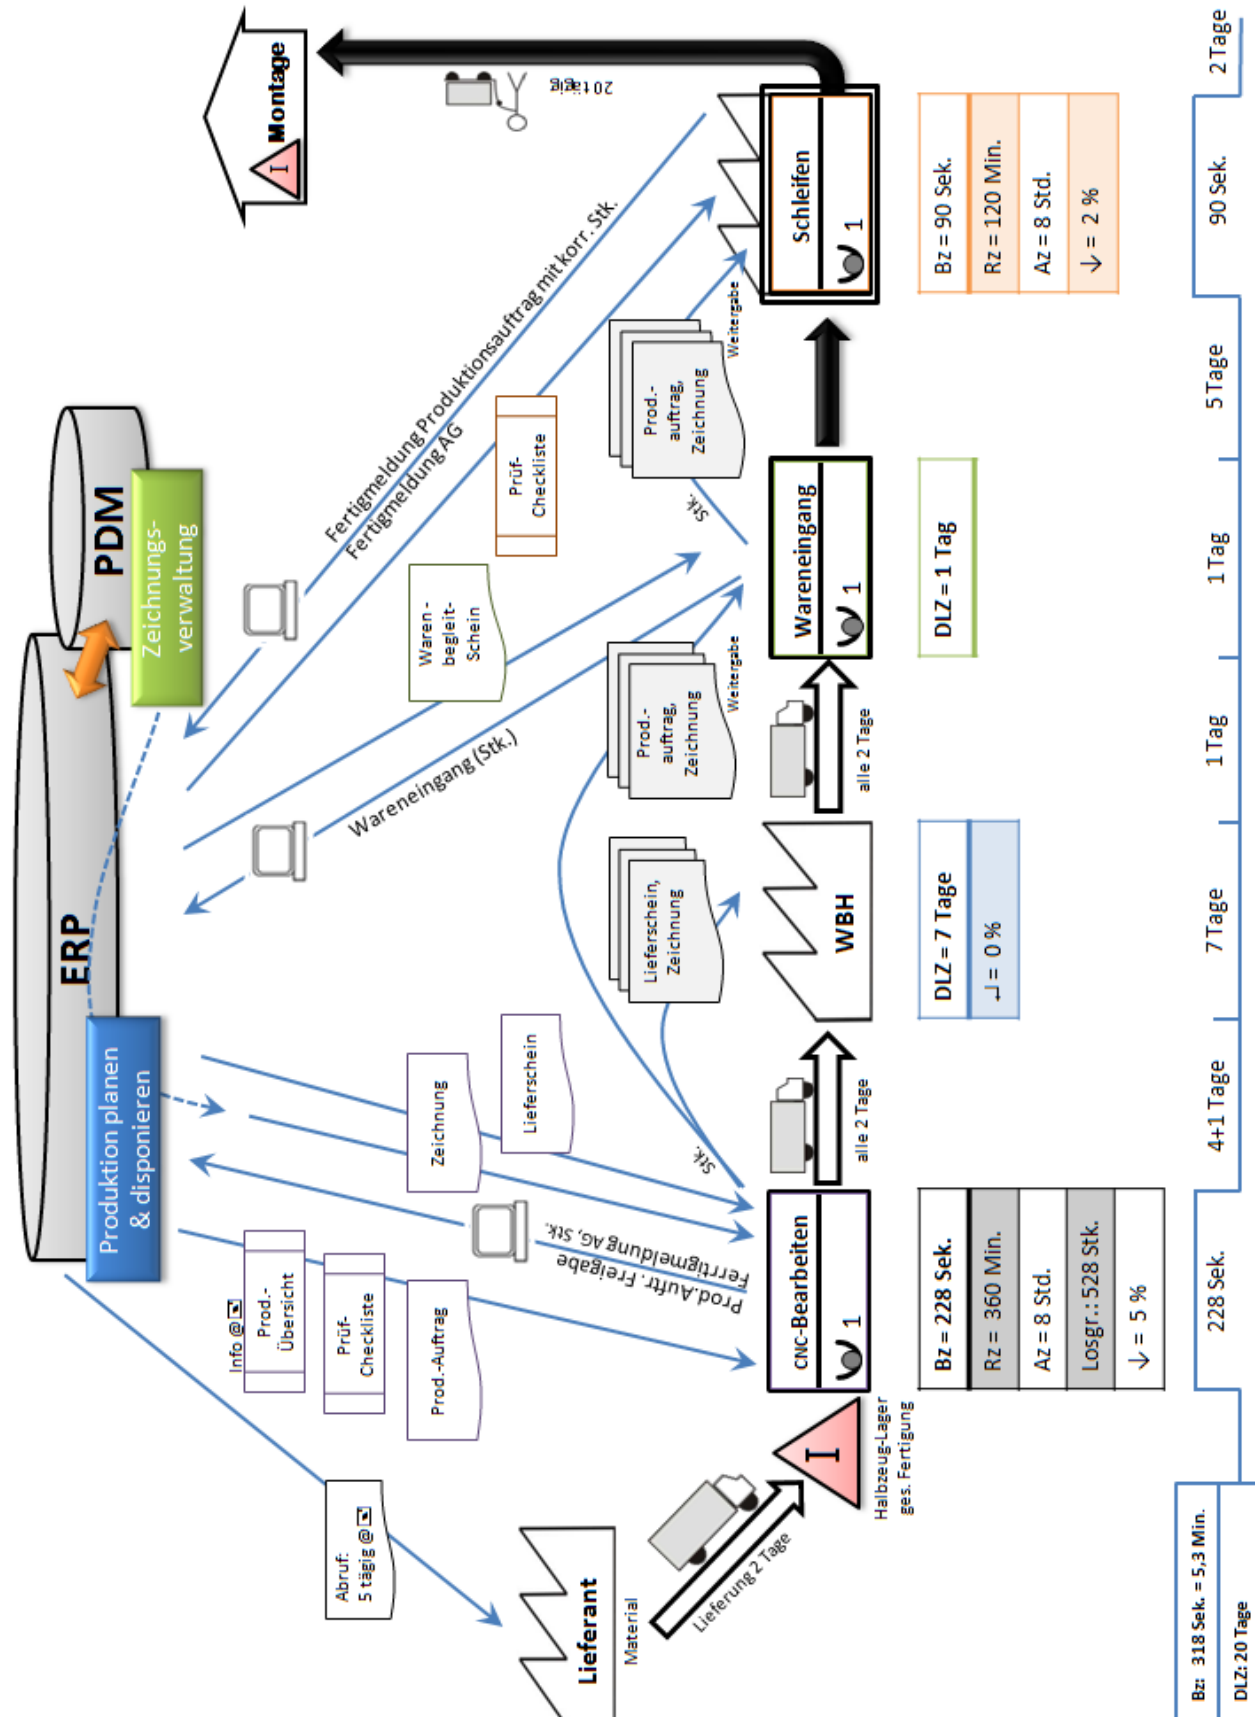 ERP
PDM
Produktion planen
& disponieren
Zeichnungs-
verwaltung
I
Montage
20 tägig
Info @
Prod.-
Übersicht
Prüf-
Checkliste
Prod.-Auftrag
Abruf:
5 tägig @
Prod.Auftr. Freigabe
Ferrtigmeldung AG, Stk.
Zeichnung
Lieferschein
Wareneingang (Stk.)
Waren -
begleit-
Schein
Fertigmeldung Produktionsauftrag mit korr. Stk.
Fertigmeldung AG
Prüf-
Checkliste
Stk.
Lieferschein,
Zeichnung
Prod.-
auftrag,
Zeichnung
Weitergabe
Stk.
Prod.-
auftrag,
Zeichnung
Weitergabe
Lieferant
Material
Lieferung 2 Tage
I
Halbzeug-Lager
ges. Fertigung
CNC-Bearbeiten
1
alle 2 Tage
WBH
alle 2 Tage
Wareneingang
1
Schleifen
1
Bz = 228 Sek.
Rz = 360 Min.
Az = 8 Std.
Losgr.: 528 Stk.
↓ = 5 %
DLZ = 7 Tage
↵ = 0 %
DLZ = 1 Tag
Bz = 90 Sek.
Rz = 120 Min.
Az = 8 Std.
↓ = 2 %
Bz: 318 Sek. = 5,3 Min.
DLZ: 20 Tage
228 Sek.
4+1 Tage
7 Tage
1 Tag
1 Tag
5 Tage
90 Sek.
2 Tage